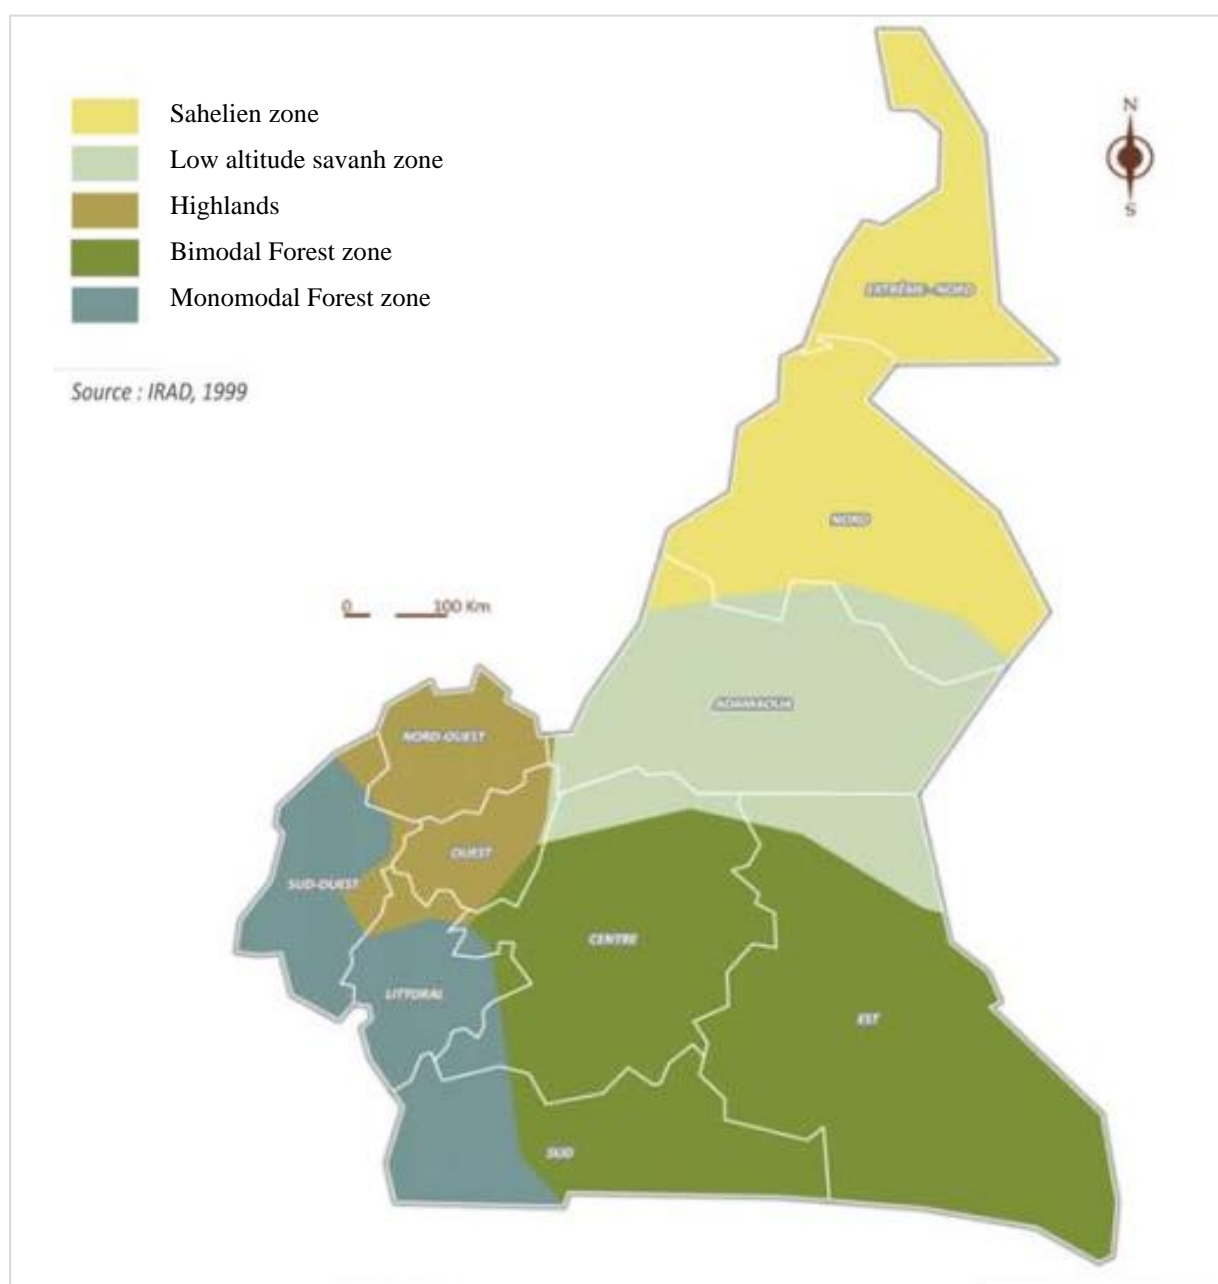 N
Sahelien zone
Low altitude savanh zone
Highlands
Bimodal Forest zone
Monomodal Forest zone
S
EXTRÊME - NORD
Source : IRAD, 1999
NORD
0 100 Km
ADAMAOUA
NORD-OUEST
OUEST
SUD-OUEST
CENTRE
LITTORAL
EST
SUD